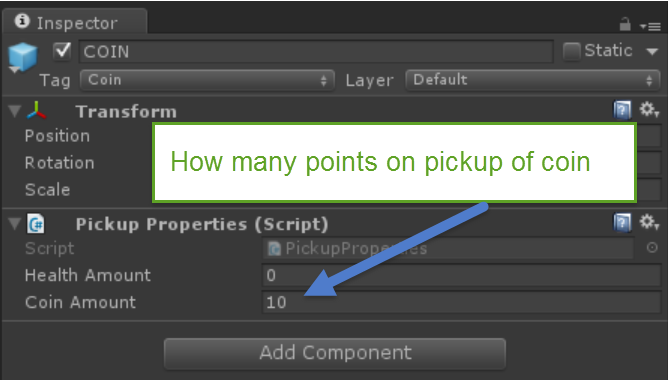 Inspector
COIN
Static
Tag Coin Layer Default
Transform
Position
How many points on pickup of coin
Rotation
Scale
C# Pickup Properties (Script)
Script PickupProperties
Health Amount 0
Coin Amount 10
Add Component